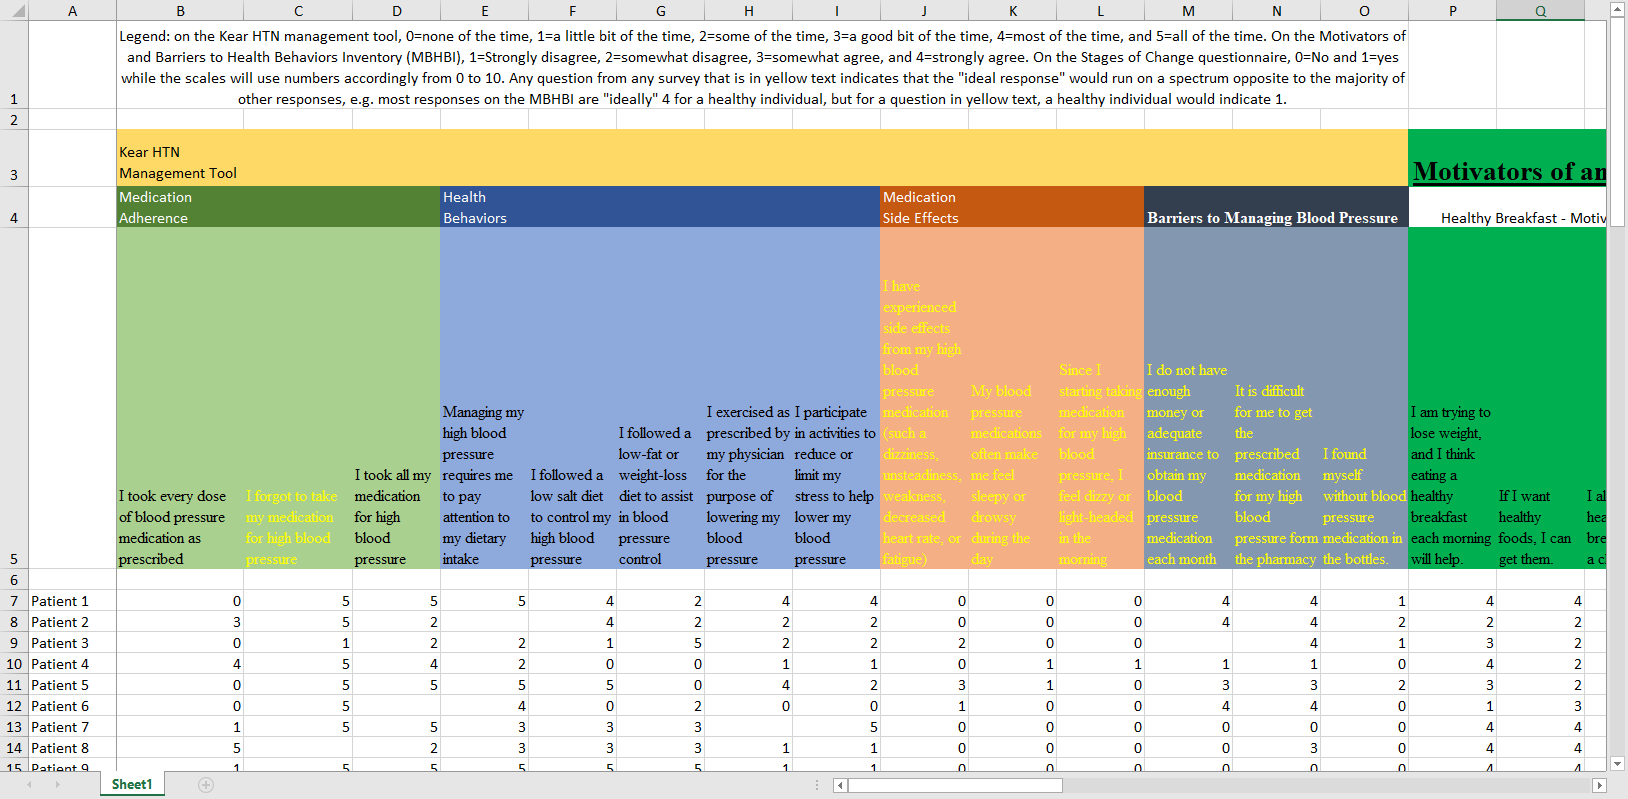 A B C D E F G H I J K L M N O P Q
1 Legend: on the Kear HTN management tool, 0=none of the time, 1=a little bit of the time, 2=some of the time, 3=a good bit of the time, 4=most of the time, and 5=all of the time. On the Motivators of
and Barriers to Health Behaviors Inventory (MBHBI), 1=Strongly disagree, 2=somewhat disagree, 3=somewhat agree, and 4=strongly agree. On the Stages of Change questionnaire, 0=No and 1=yes
while the scales will use numbers accordingly from 0 to 10. Any question from any survey that is in yellow text indicates that the "ideal response" would run on a spectrum opposite to the majority of
other responses, e.g. most responses on the MBHBI are "ideally" 4 for a healthy individual, but for a question in yellow text, a healthy individual would indicate 1.
2
3
Kear HTN
Management Tool
Motivators of an
4
Medication
Adherence
Health
Behaviors
Medication
Side Effects
Barriers to Managing Blood Pressure
Healthy Breakfast - Motiv
5
I took every dose
of blood pressure
medication as
prescribed
I forgot to take
my medication
for high blood
pressure
I took all my
medication
for high
blood
pressure
Managing my
high blood
pressure
requires me
to pay
attention to
my dietary
intake
I followed a
low salt diet
to control my
high blood
pressure
I followed a
low-fat or
weight-loss
diet to assist
in blood
pressure
control
I exercised as
prescribed by
my physician
for the
purpose of
lowering my
blood
pressure
I participate
in activities to
reduce or
limit my
stress to help
lower my
blood
pressure
I have
experienced
side effects
from my high
blood
pressure
medication
(such a
dizziness,
unsteadiness,
weakness,
decreased
heart rate, or
fatigue)
My blood
pressure
medications
often make
me feel
sleepy or
drowsy
during the
day
Since I
starting taking
medication
for my high
blood
pressure, I
feel dizzy or
light-headed
in the
morning
I do not have
enough
money or
adequate
insurance to
obtain my
blood
pressure
medication
each month
It is difficult
for me to get
the
prescribed
medication
for my high
blood
pressure form
the pharmacy
I found
myself
without blood
pressure
medication in
the bottles.
I am trying to
lose weight,
and I think
eating a
healthy
breakfast
each morning
will help.
If I want
healthy
foods, I can
get them.
I al
hea
bre
a cl
6
7 Patient 1 0 5 5 5 4 2 4 4 0 0 0 4 4 1 4 4
8 Patient 2 3 5 2 4 2 2 2 0 0 0 4 4 2 2 2
9 Patient 3 0 1 2 2 1 5 2 2 2 0 0 4 1 3 2
10 Patient 4 4 5 4 2 0 0 1 1 0 1 1 1 1 0 4 2
11 Patient 5 0 5 5 5 5 0 4 2 3 1 0 3 3 2 3 2
12 Patient 6 0 5 4 0 2 0 0 1 0 0 4 4 0 1 3
13 Patient 7 1 5 5 3 3 3 5 0 0 0 0 0 0 4 4
14 Patient 8 5 2 3 3 3 1 1 0 0 0 0 3 0 4 4
15 Patient 9 1 5 5 5 5 5 1 1 0 0 0 0 0 0 4 4
Sheet1